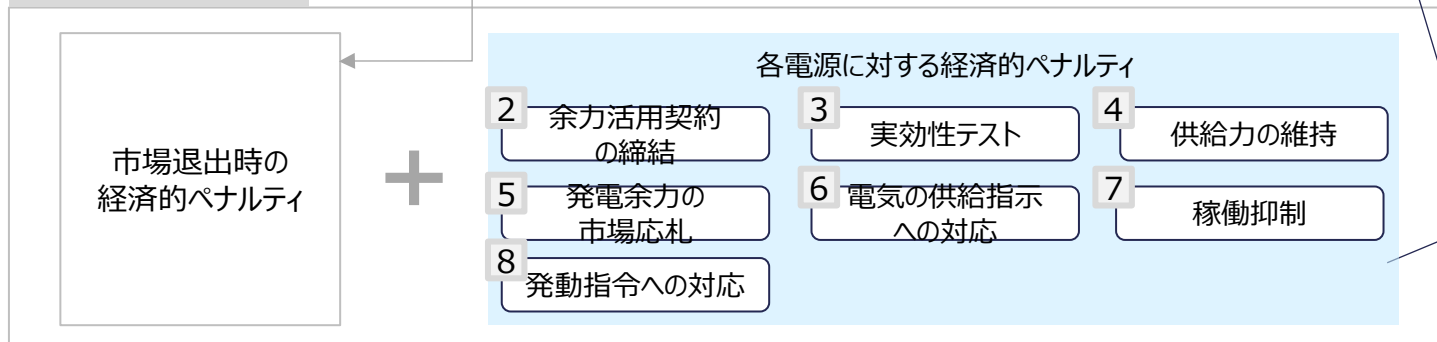 各電源に対する経済的ペナルティ
市場退出時の
経済的ペナルティ
+
2
余力活用契約
の締結
3
実効性テスト
4
供給力の維持
5
発電余力の
市場応札
6
電気の供給指示
への対応
7
稼働抑制
8
発動指令への対応